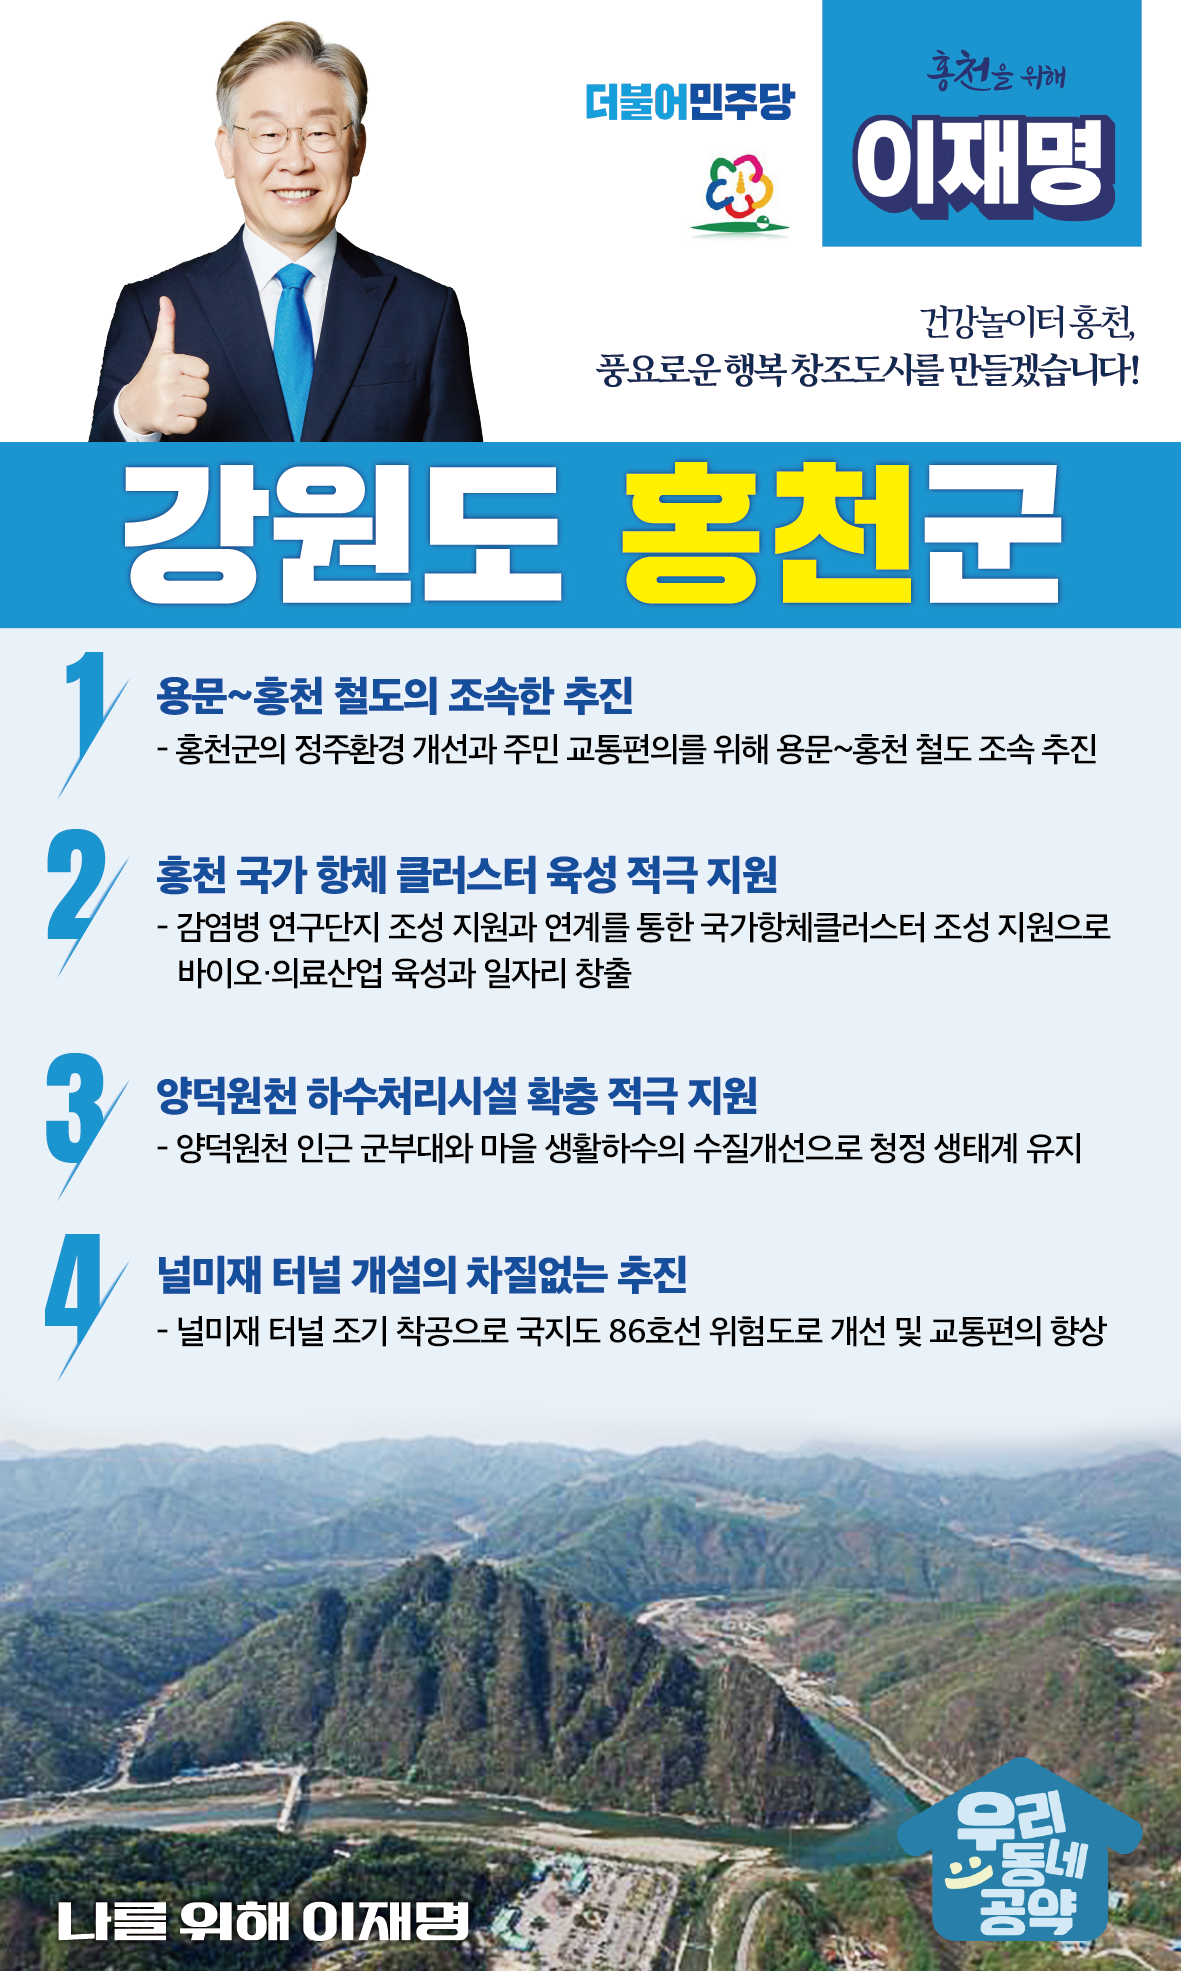 더불어민주당
홍천을 위해
이재명
건강놀이터 홍천,
풍요로운 행복 창조도시를 만들겠습니다!
강원도 홍천군
1
용문~홍천 철도의 조속한 추진
- 홍천군의 정주환경 개선과 주민 교통편의를 위해 용문~홍천 철도 조속 추진
2
홍천 국가 항체 클러스터 육성 적극 지원
- 감염병 연구단지 조성 지원과 연계를 통한 국가항체클러스터 조성 지원으로
바이오·의료산업 육성과 일자리 창출
3
양덕원천 하수처리시설 확충 적극 지원
- 양덕원천 인근 군부대와 마을 생활하수의 수질개선으로 청정 생태계 유지
4
널미재 터널 개설의 차질없는 추진
- 널미재 터널 조기 착공으로 국지도 86호선 위험도로 개선 및 교통편의 향상
우리
동네
공약
나를 위해 이재명